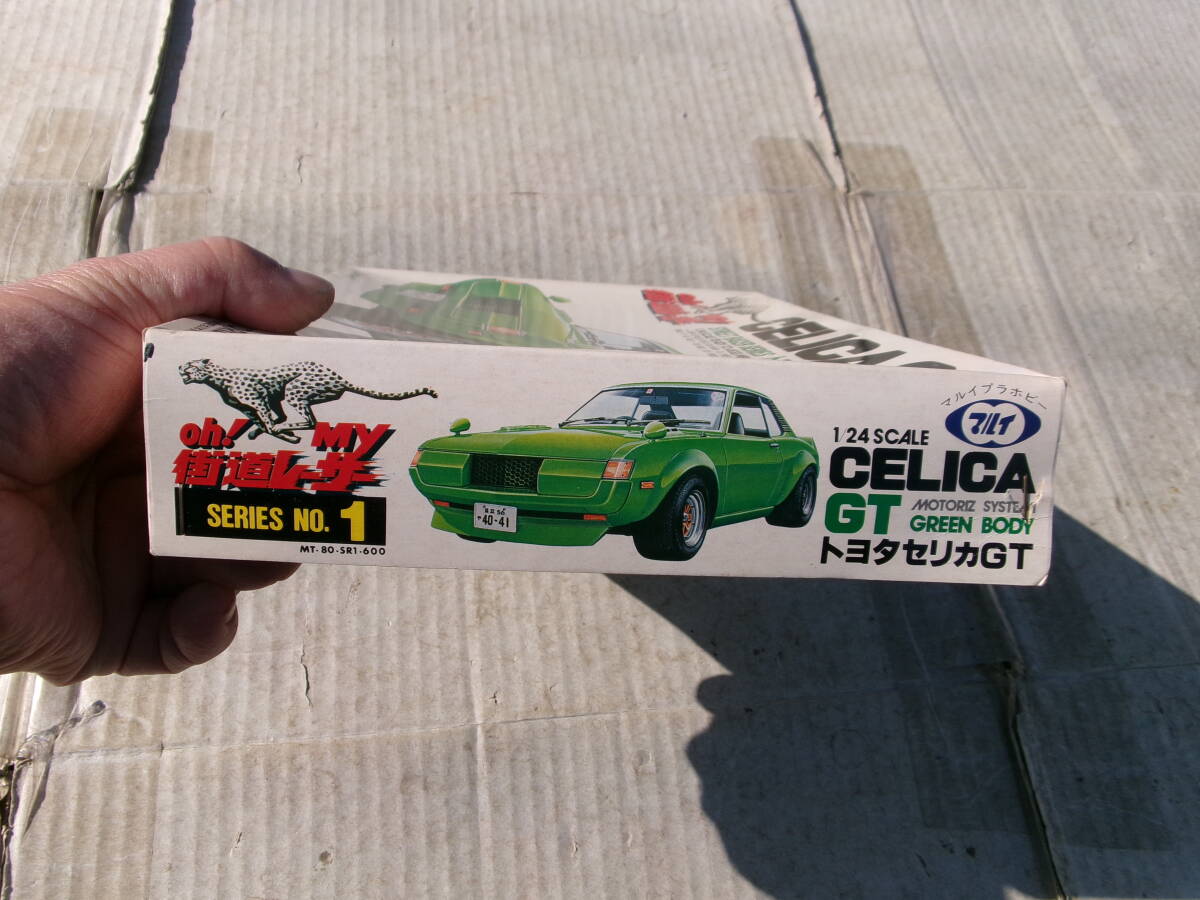 oh! MY
街道レーサー
SERIES NO. 1
MT-80-SR1-600
40-41
1/24 SCALE
CELICA
GT
MOTORIZ SYSTEM
GREEN BODY
トヨタセリカGT
マルイプラホビー
マルイ
CELICA